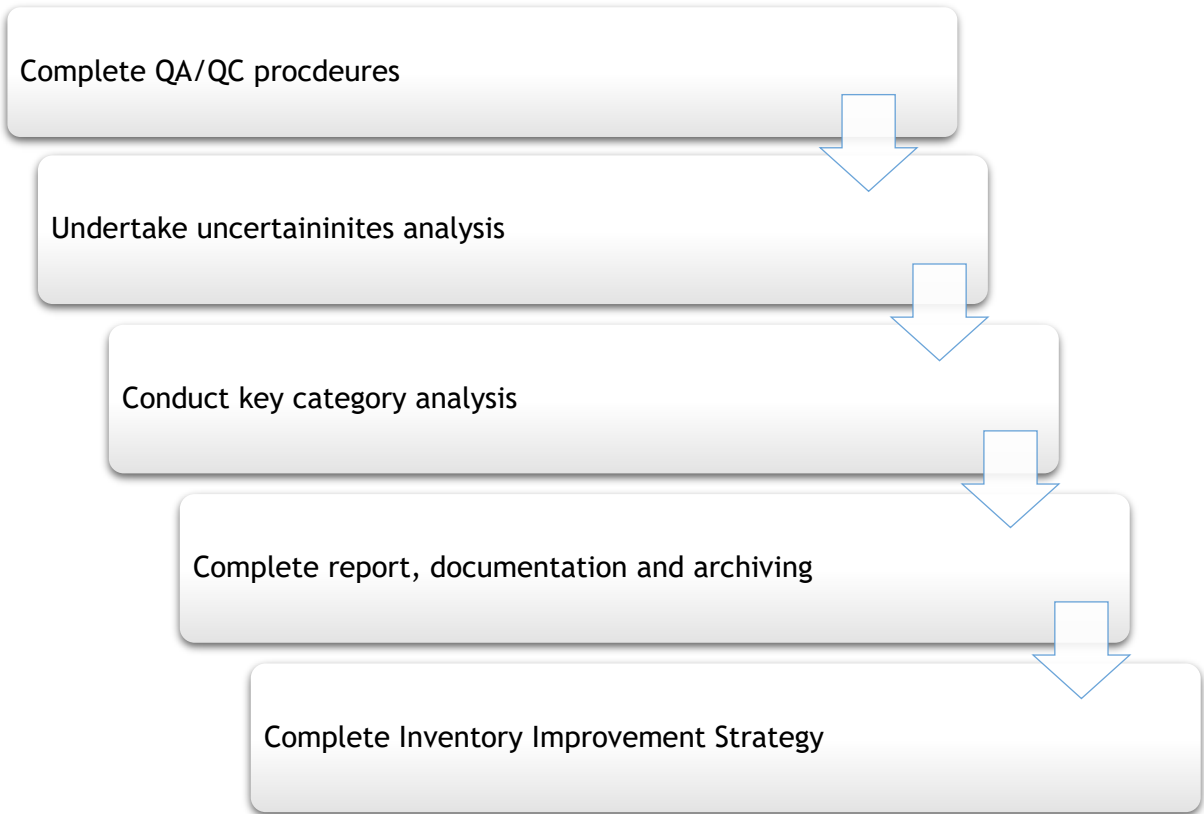 Complete QA/QC procdeures
Undertake uncertaininites analysis
Conduct key category analysis
Complete report, documentation and archiving
Complete Inventory Improvement Strategy